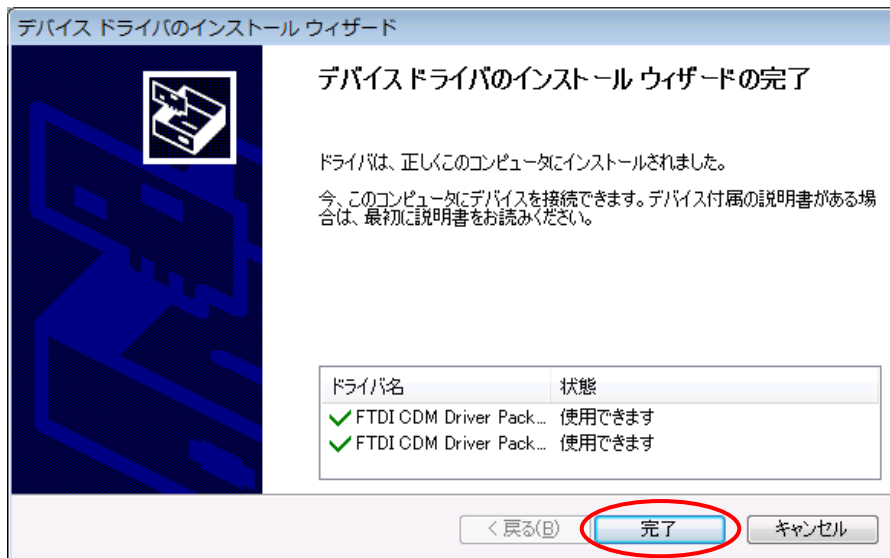 デバイス ドライバのインストール ウィザード
デバイス ドライバのインストール ウィザードの完了
ドライバは、正しくこのコンピュータにインストールされました。
今、このコンピュータにデバイスを接続できます。デバイス付属の説明書がある場
合は、最初に説明書をお読みください。
ドライバ名 状態
FTDI CDM Driver Pack... 使用できます
FTDI CDM Driver Pack... 使用できます
< 戻る(B) 完了 キャンセル